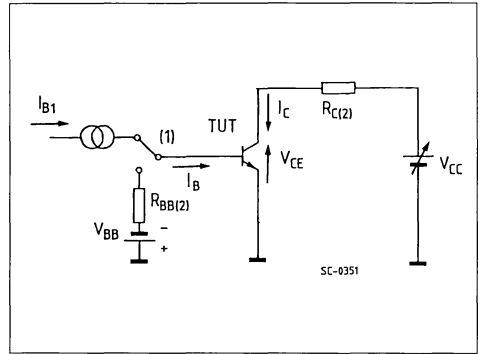 I_B1
(1)
TUT
I_C
R_C(2)
V_CE
V_CC
I_B
R_BB(2)
V_BB
−
+
SC-0351